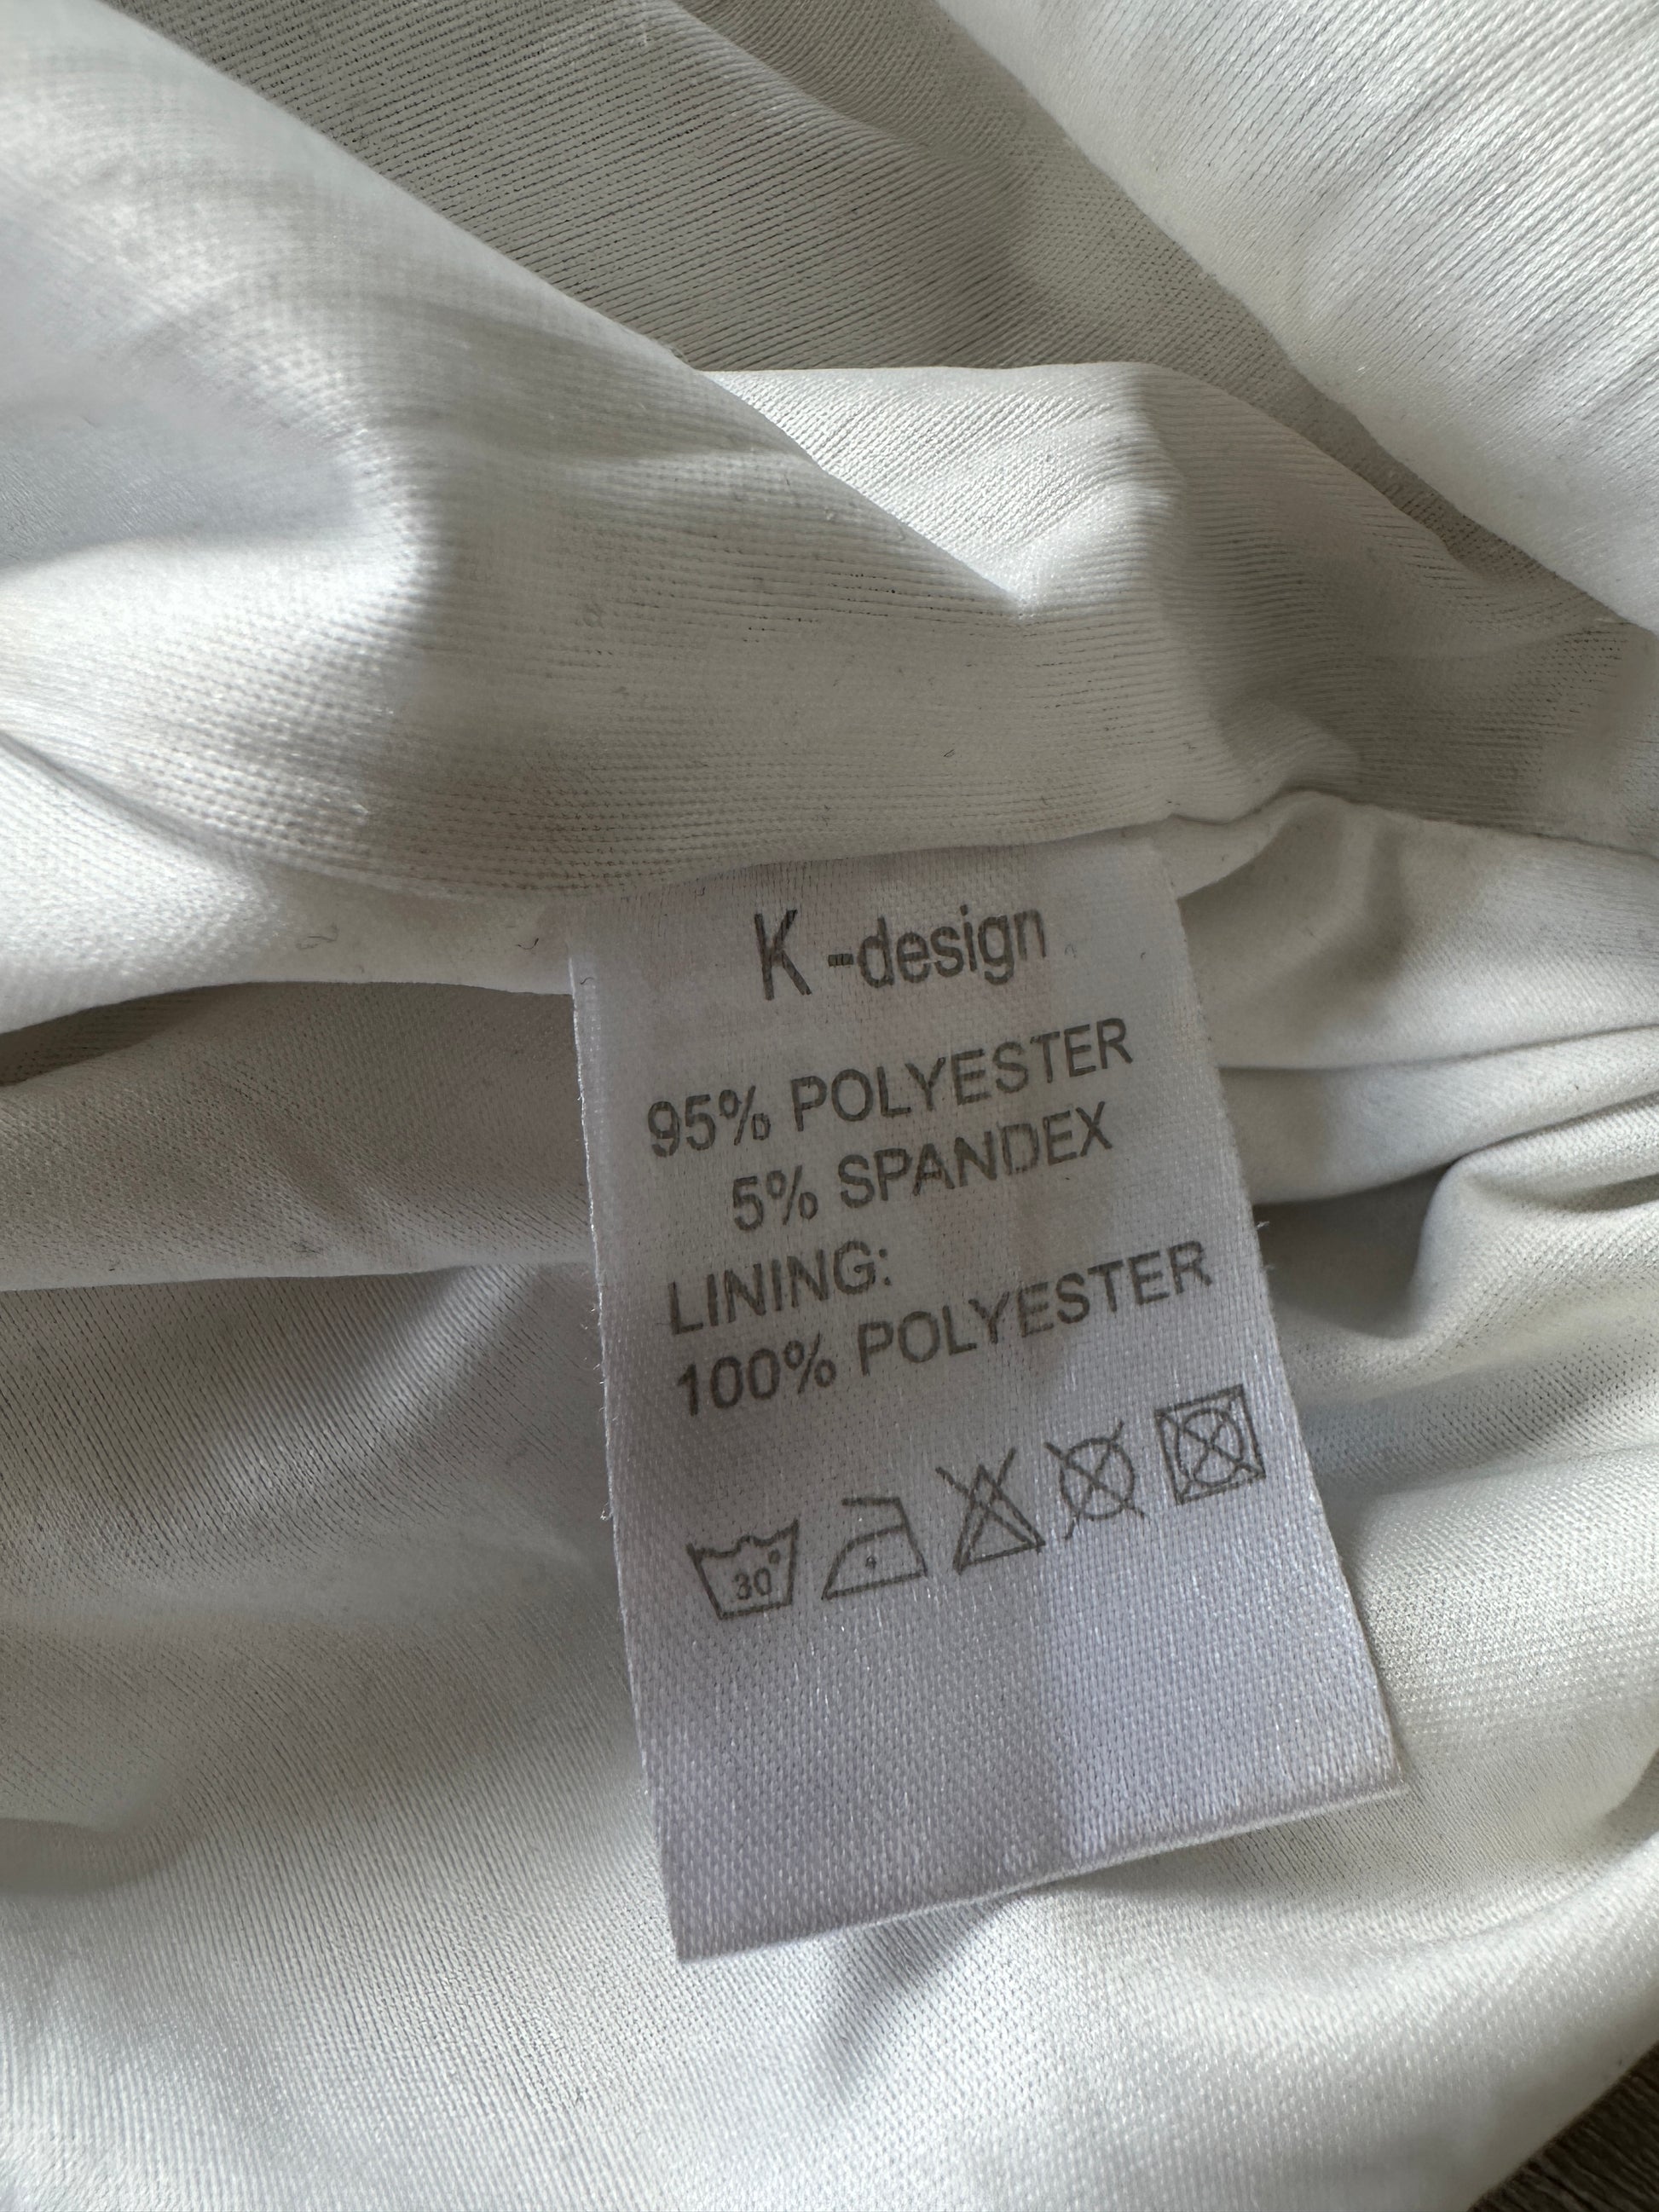 K-design
95% POLYESTER
5% SPANDEX
LINING:
100% POLYESTER
30°